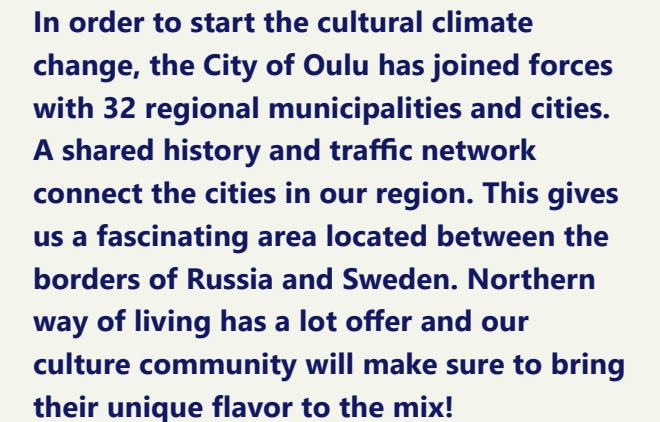 In order to start the cultural climate
change, the City of Oulu has joined forces
with 32 regional municipalities and cities.
A shared history and traffic network
connect the cities in our region. This gives
us a fascinating area located between the
borders of Russia and Sweden. Northern
way of living has a lot offer and our
culture community will make sure to bring
their unique flavor to the mix!